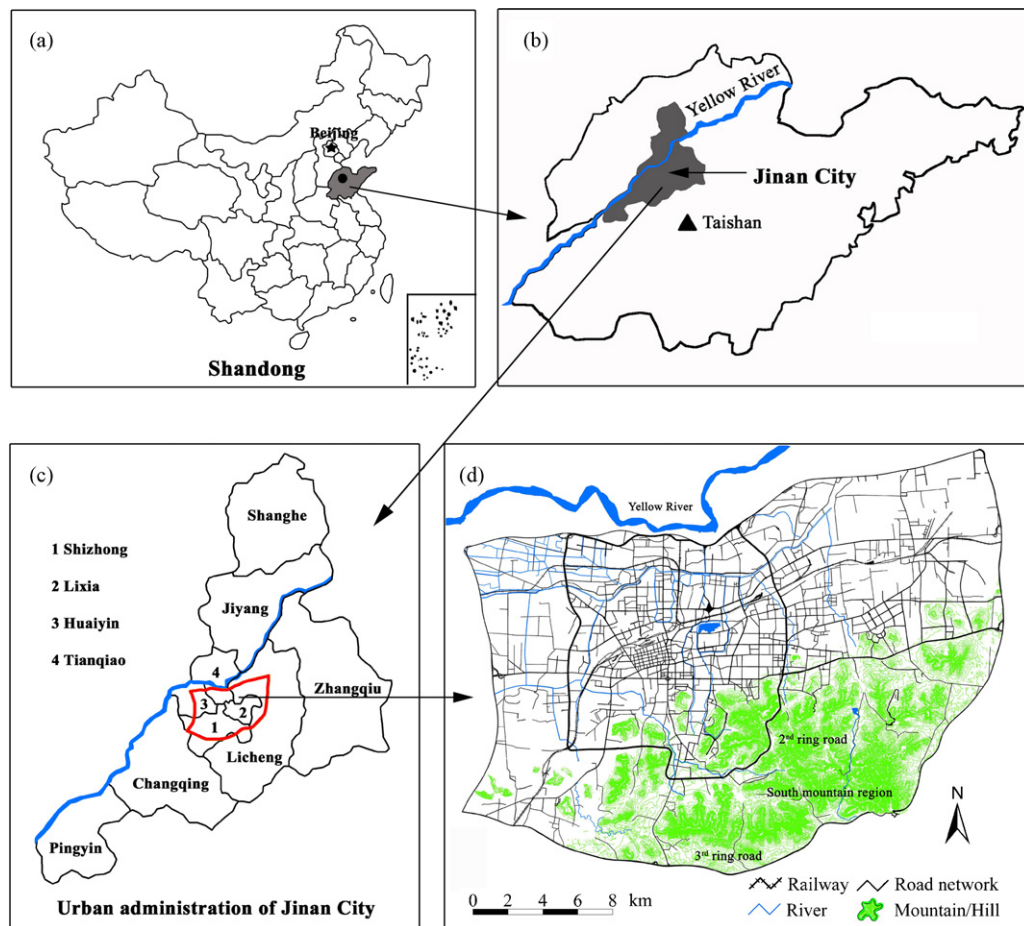 (a)
Beijing
Shandong
(b)
Yellow River
Jinan City
Taishan
(c)
Shanghe
1 Shizhong
2 Lixia
Jiyang
3 Huaiyin
4 Tianqiao
4
Zhangqiu
3
2
1
Licheng
Changqing
Pingyin
Urban administration of Jinan City
(d)
Yellow River
2nd ring road
South mountain region
N
3rd ring road
0 2 4 6 8 km
Railway
Road network
River
Mountain/Hill